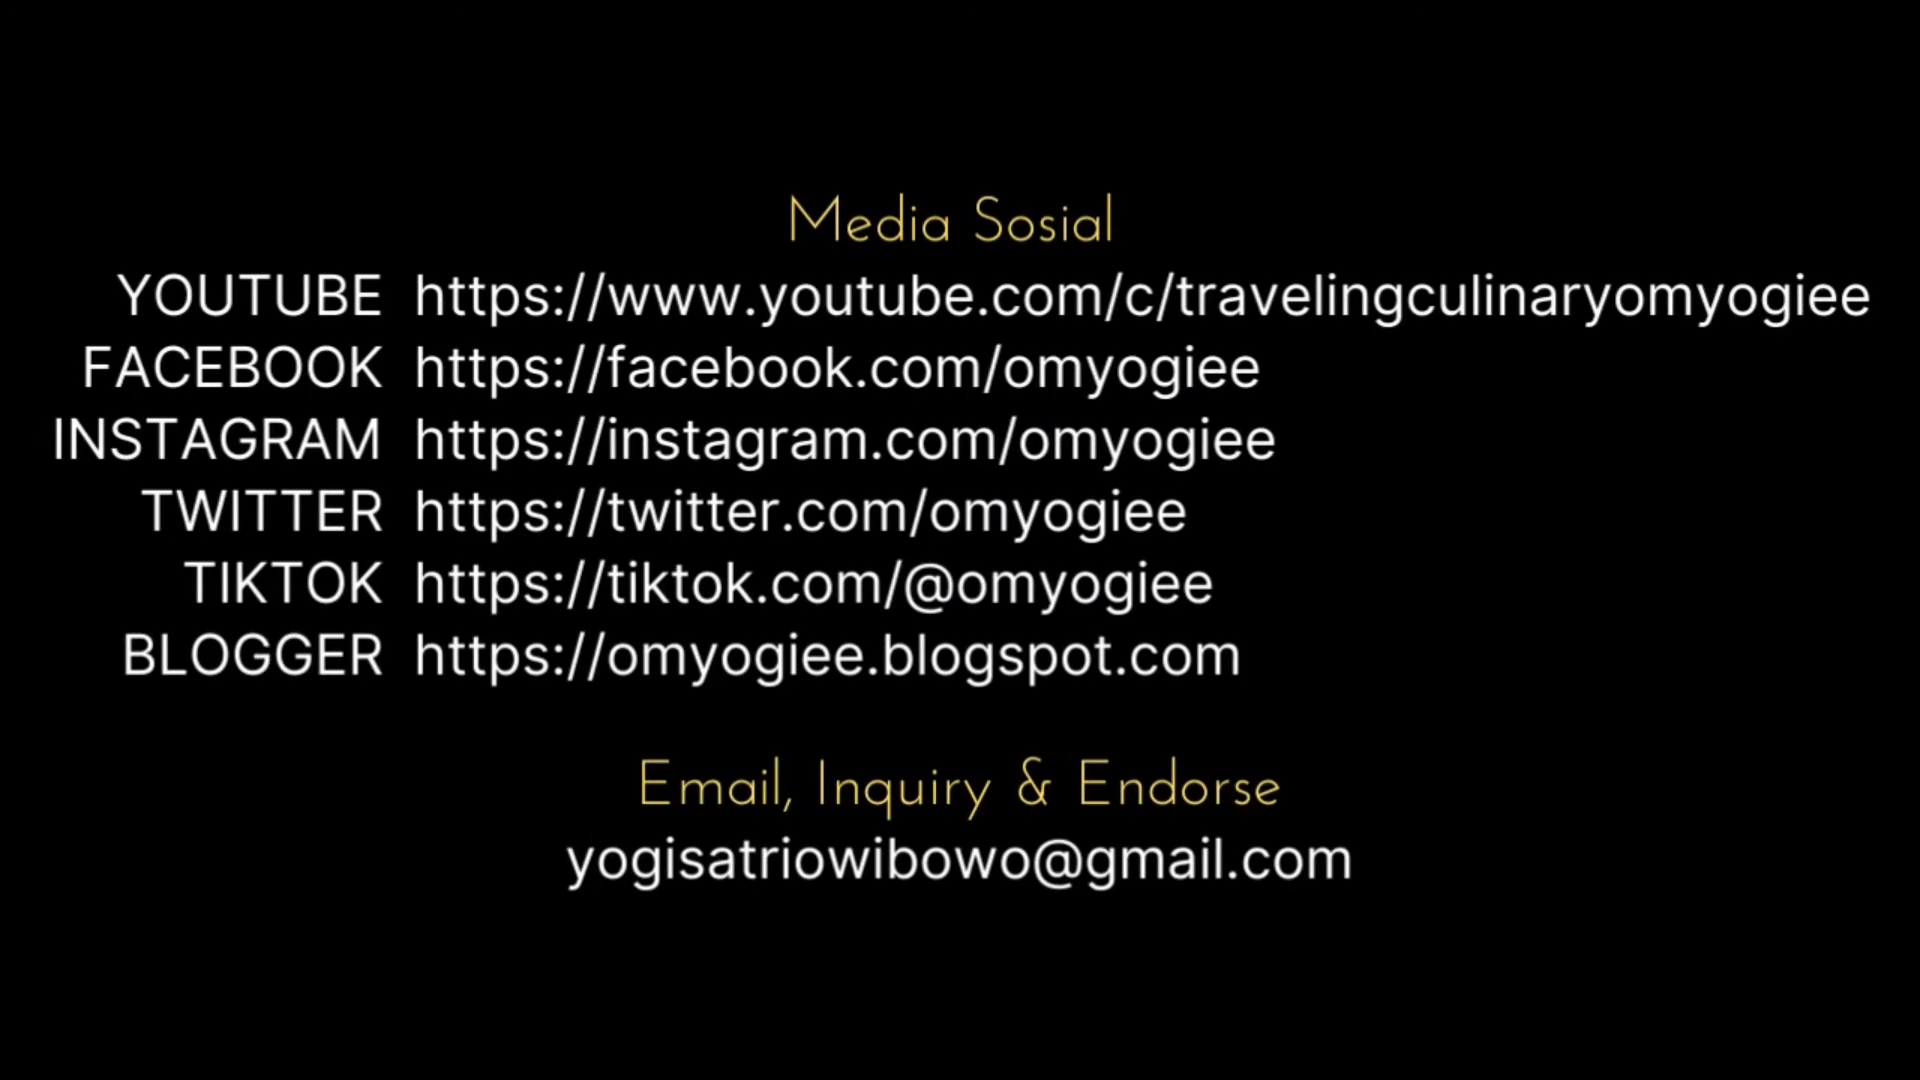 Media Sosial
YOUTUBE https://www.youtube.com/c/travelingculinaryomyogiee
FACEBOOK https://facebook.com/omyogiee
INSTAGRAM https://instagram.com/omyogiee
TWITTER https://twitter.com/omyogiee
TIKTOK https://tiktok.com/@omyogiee
BLOGGER https://omyogiee.blogspot.com
Email, Inquiry & Endorse
yogisatriowibowo@gmail.com